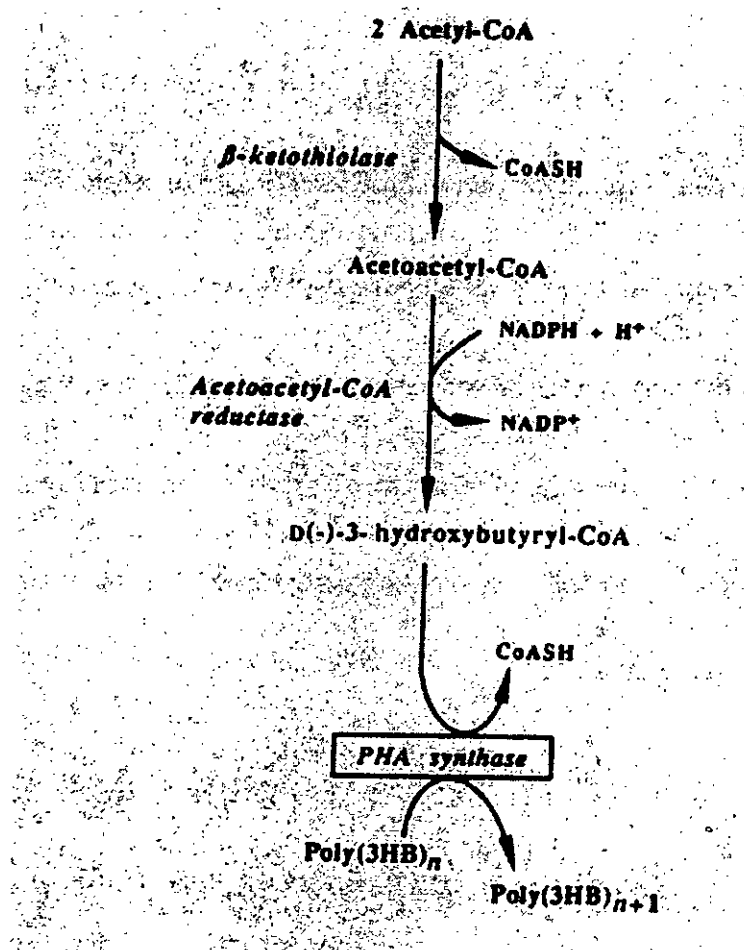 2 Acetyl-CoA
β-ketothiolase
CoASH
Acetoacetyl-CoA
NADPH + H⁺
Acetoacetyl-CoA
reductase
NADP⁺
D(-)-3- hydroxybutyryl-CoA
CoASH
PHA synthase
Poly(3HB)n
Poly(3HB)n+1